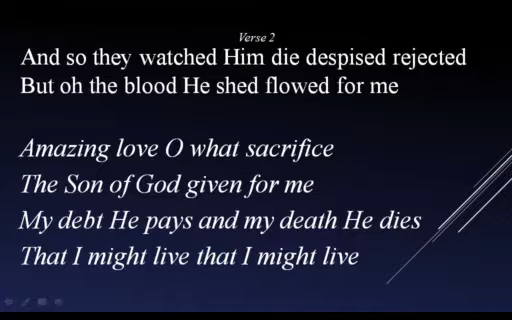 Verse 2
And so they watched Him die despised rejected
But oh the blood He shed flowed for me
Amazing love O what sacrifice
The Son of God given for me
My debt He pays and my death He dies
That I might live that I might live